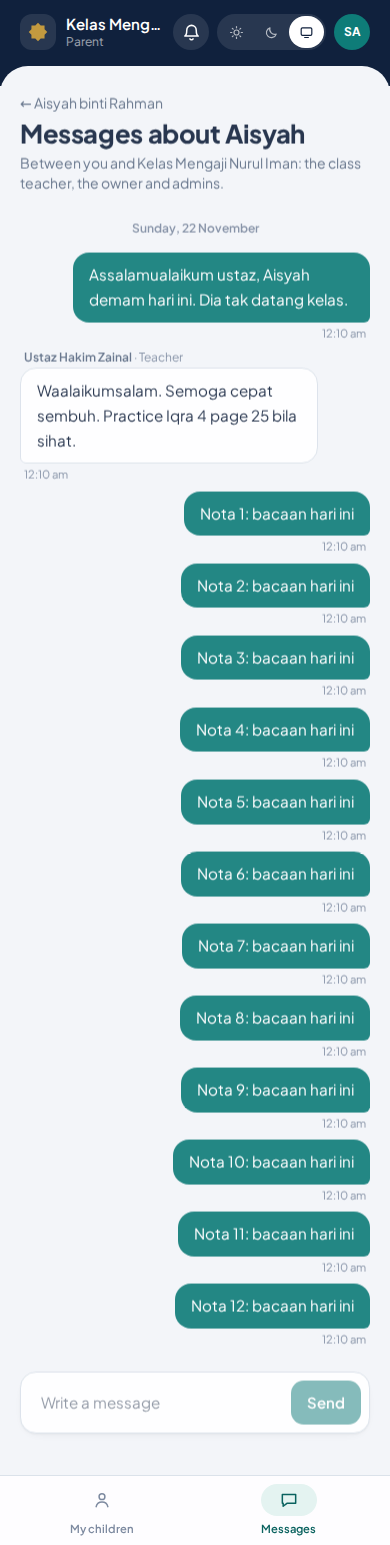 Kelas Meng...
Parent
SA
← Aisyah binti Rahman
Messages about Aisyah
Between you and Kelas Mengaji Nurul Iman: the class
teacher, the owner and admins.
Sunday, 22 November
Assalamualaikum ustaz, Aisyah
demam hari ini. Dia tak datang kelas.
12:10 am
Ustaz Hakim Zainal · Teacher
Waalaikumsalam. Semoga cepat
sembuh. Practice Iqra 4 page 25 bila
sihat.
12:10 am
Nota 1: bacaan hari ini
12:10 am
Nota 2: bacaan hari ini
12:10 am
Nota 3: bacaan hari ini
12:10 am
Nota 4: bacaan hari ini
12:10 am
Nota 5: bacaan hari ini
12:10 am
Nota 6: bacaan hari ini
12:10 am
Nota 7: bacaan hari ini
12:10 am
Nota 8: bacaan hari ini
12:10 am
Nota 9: bacaan hari ini
12:10 am
Nota 10: bacaan hari ini
12:10 am
Nota 11: bacaan hari ini
12:10 am
Nota 12: bacaan hari ini
12:10 am
Write a message
Send
My children
Messages